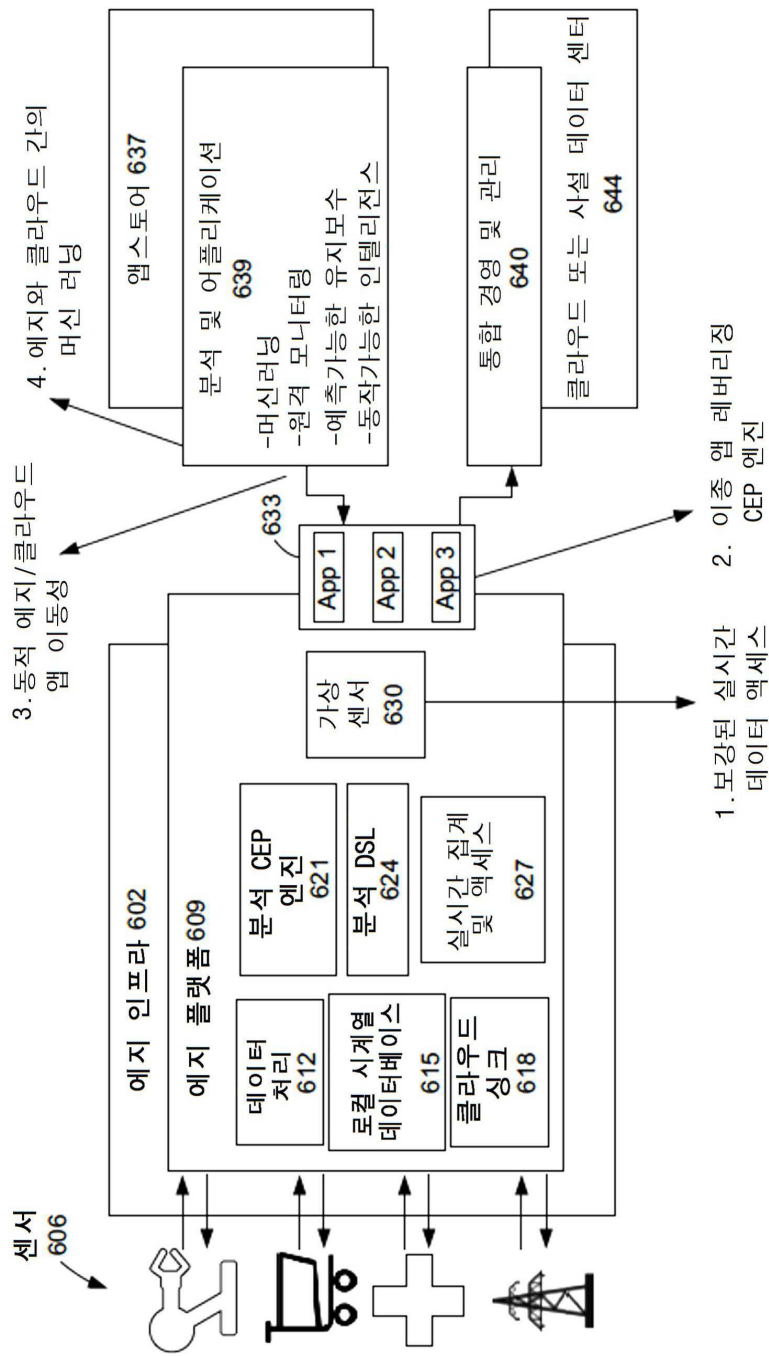 센서
606
에지 인프라 602
에지 플랫폼 609
데이터
처리
612
로컬 시계열
데이터베이스
615
클라우드
싱크
618
분석 CEP
엔진
621
분석 DSL
624
실시간 집계
및 액세스
627
가상
센서
630
633
App 1
App 2
App 3
앱스토어 637
분석 및 어플리케이션
639
-머신러닝
-원격 모니터링
-예측가능한 유지보수
-동작가능한 인텔리전스
통합 경영 및 관리
640
클라우드 또는 사설 데이터 센터
644
1.보강된 실시간
데이터 액세스
2. 이종 앱 레버리징
CEP 엔진
3.동적 에지/클라우드
앱 이동성
4.에지와 클라우드 간의
머신 러닝